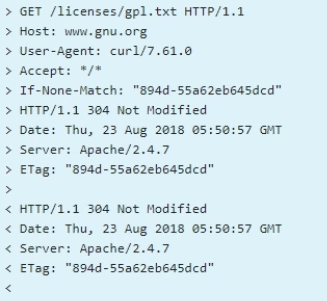 > GET /licenses/gpl.txt HTTP/1.1
> Host: www.gnu.org
> User-Agent: curl/7.61.0
> Accept: */*
> If-None-Match: "894d-55a62eb645dcd"
> HTTP/1.1 304 Not Modified
> Date: Thu, 23 Aug 2018 05:50:57 GMT
> Server: Apache/2.4.7
> ETag: "894d-55a62eb645dcd"
>
< HTTP/1.1 304 Not Modified
< Date: Thu, 23 Aug 2018 05:50:57 GMT
< Server: Apache/2.4.7
< ETag: "894d-55a62eb645dcd"
<